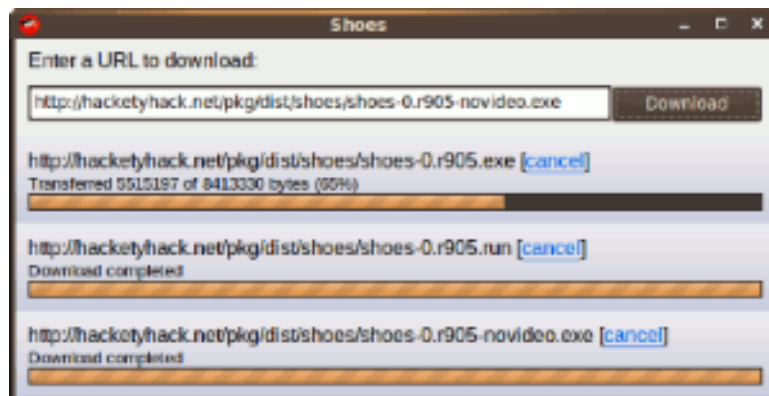 Shoes
Enter a URL to download:
http://hacketyhack.net/pkg/dist/shoes/shoes-0.r905-novideo.exe Download
http://hacketyhack.net/pkg/dist/shoes/shoes-0.r905.exe [cancel]
Transferred 5515197 of 8413330 bytes (65%)
http://hacketyhack.net/pkg/dist/shoes/shoes-0.r905.run [cancel]
Download completed
http://hacketyhack.net/pkg/dist/shoes/shoes-0.r905-novideo.exe [cancel]
Download completed